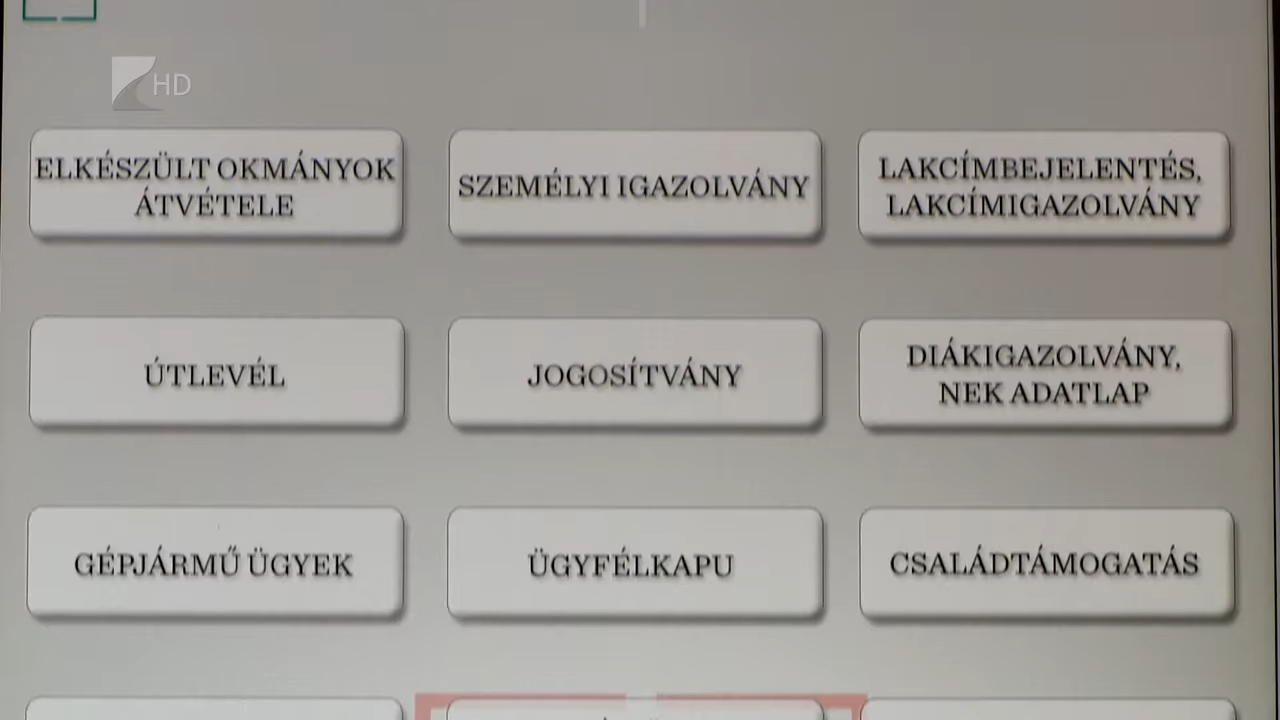 HD
ELKÉSZÜLT OKMÁNYOK
ÁTVÉTELE
SZEMÉLYI IGAZOLVÁNY
LAKCÍMBEJELENTÉS,
LAKCÍMIGAZOLVÁNY
ÚTLEVÉL
JOGOSÍTVÁNY
DIÁKIGAZOLVÁNY,
NEK ADATLAP
GÉPJÁRMŰ ÜGYEK
ÜGYFÉLKAPU
CSALÁDTÁMOGATÁS